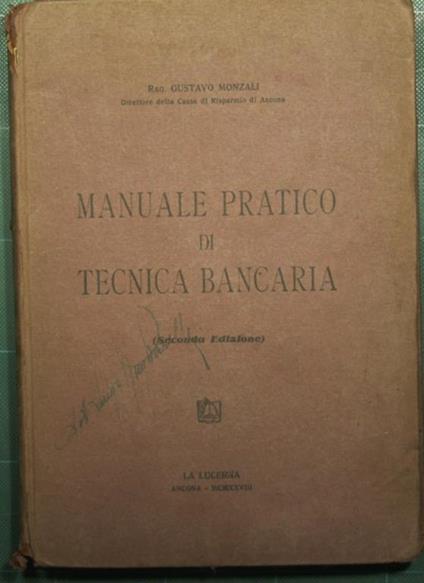 RAG. GUSTAVO MONZALI
Direttore della Cassa di Risparmio di Ancona
MANUALE PRATICO
DI
TECNICA BANCARIA
(Seconda Edizione)
LA LUCERNA
ANCONA - MCMXXVIII